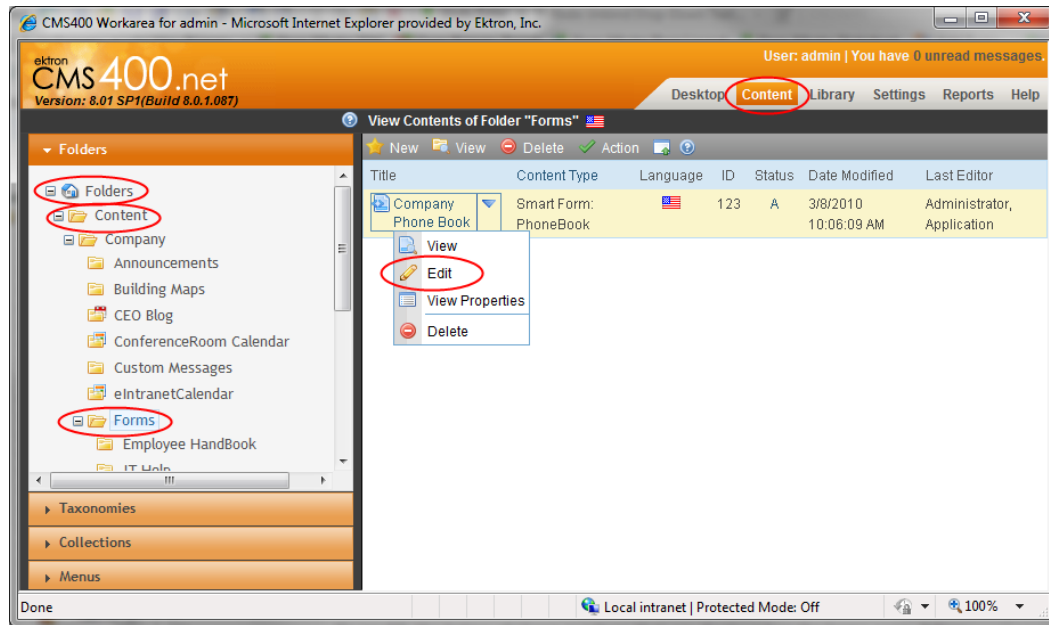 CMS400 Workarea for admin - Microsoft Internet Explorer provided by Ektron, Inc.
User: admin | You have 0 unread messages.
ektron
CMS400.net
Version: 8.01 SP1(Build 8.0.1.087)
Desktop Content Library Settings Reports Help
View Contents of Folder "Forms"
Folders
New View Delete Action
Title Content Type Language ID Status Date Modified Last Editor
Company Phone Book
Smart Form: PhoneBook
123 A
3/8/2010 10:06:09 AM
Administrator, Application
View
Edit
View Properties
Delete
Folders
Content
Company
Announcements
Building Maps
CEO Blog
ConferenceRoom Calendar
Custom Messages
eIntranetCalendar
Forms
Employee HandBook
IT Help
Taxonomies
Collections
Menus
Done
Local intranet | Protected Mode: Off
100%